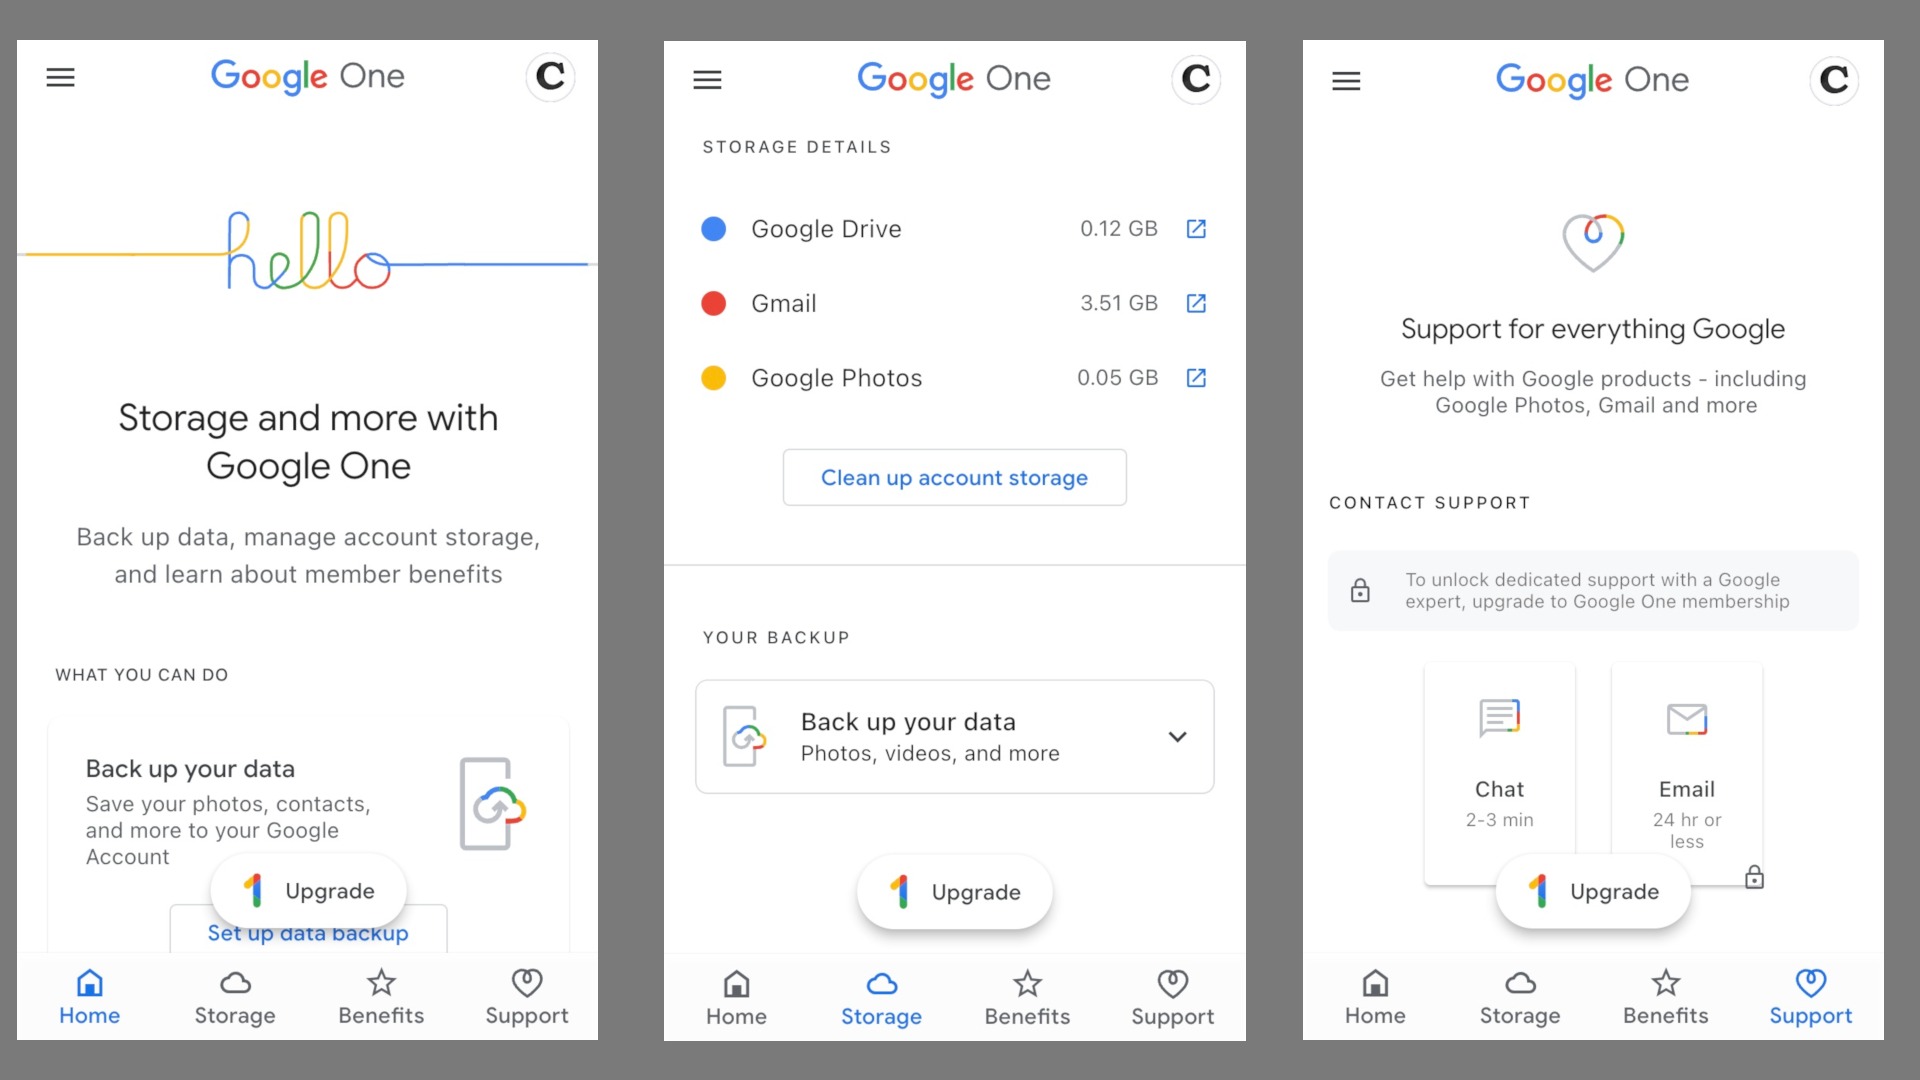 Google One
C
hello
Storage and more with
Google One
Back up data, manage account storage,
and learn about member benefits
WHAT YOU CAN DO
Back up your data
Save your photos, contacts,
and more to your Google
Account
Upgrade
Set up data backup
Home
Storage
Benefits
Support
Google One
C
STORAGE DETAILS
Google Drive 0.12 GB
Gmail 3.51 GB
Google Photos 0.05 GB
Clean up account storage
YOUR BACKUP
Back up your data
Photos, videos, and more
Upgrade
Home
Storage
Benefits
Support
Google One
C
Support for everything Google
Get help with Google products - including
Google Photos, Gmail and more
CONTACT SUPPORT
To unlock dedicated support with a Google
expert, upgrade to Google One membership
Chat
2-3 min
Email
24 hr or
less
Upgrade
Home
Storage
Benefits
Support